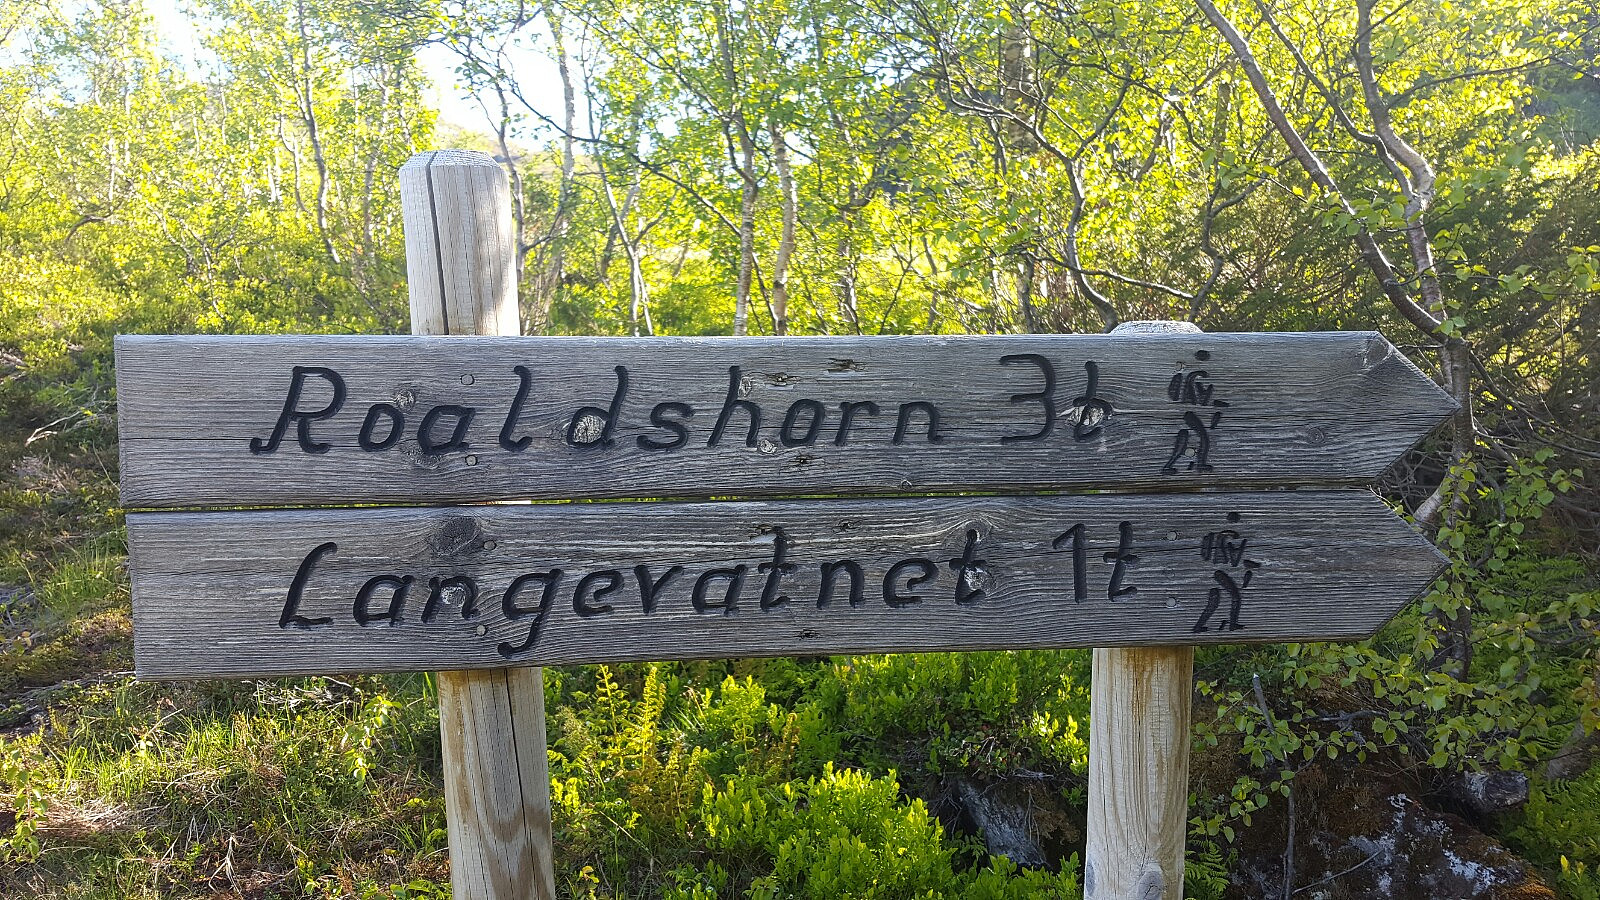 Roaldshorn 3t
Langevatnet 1t